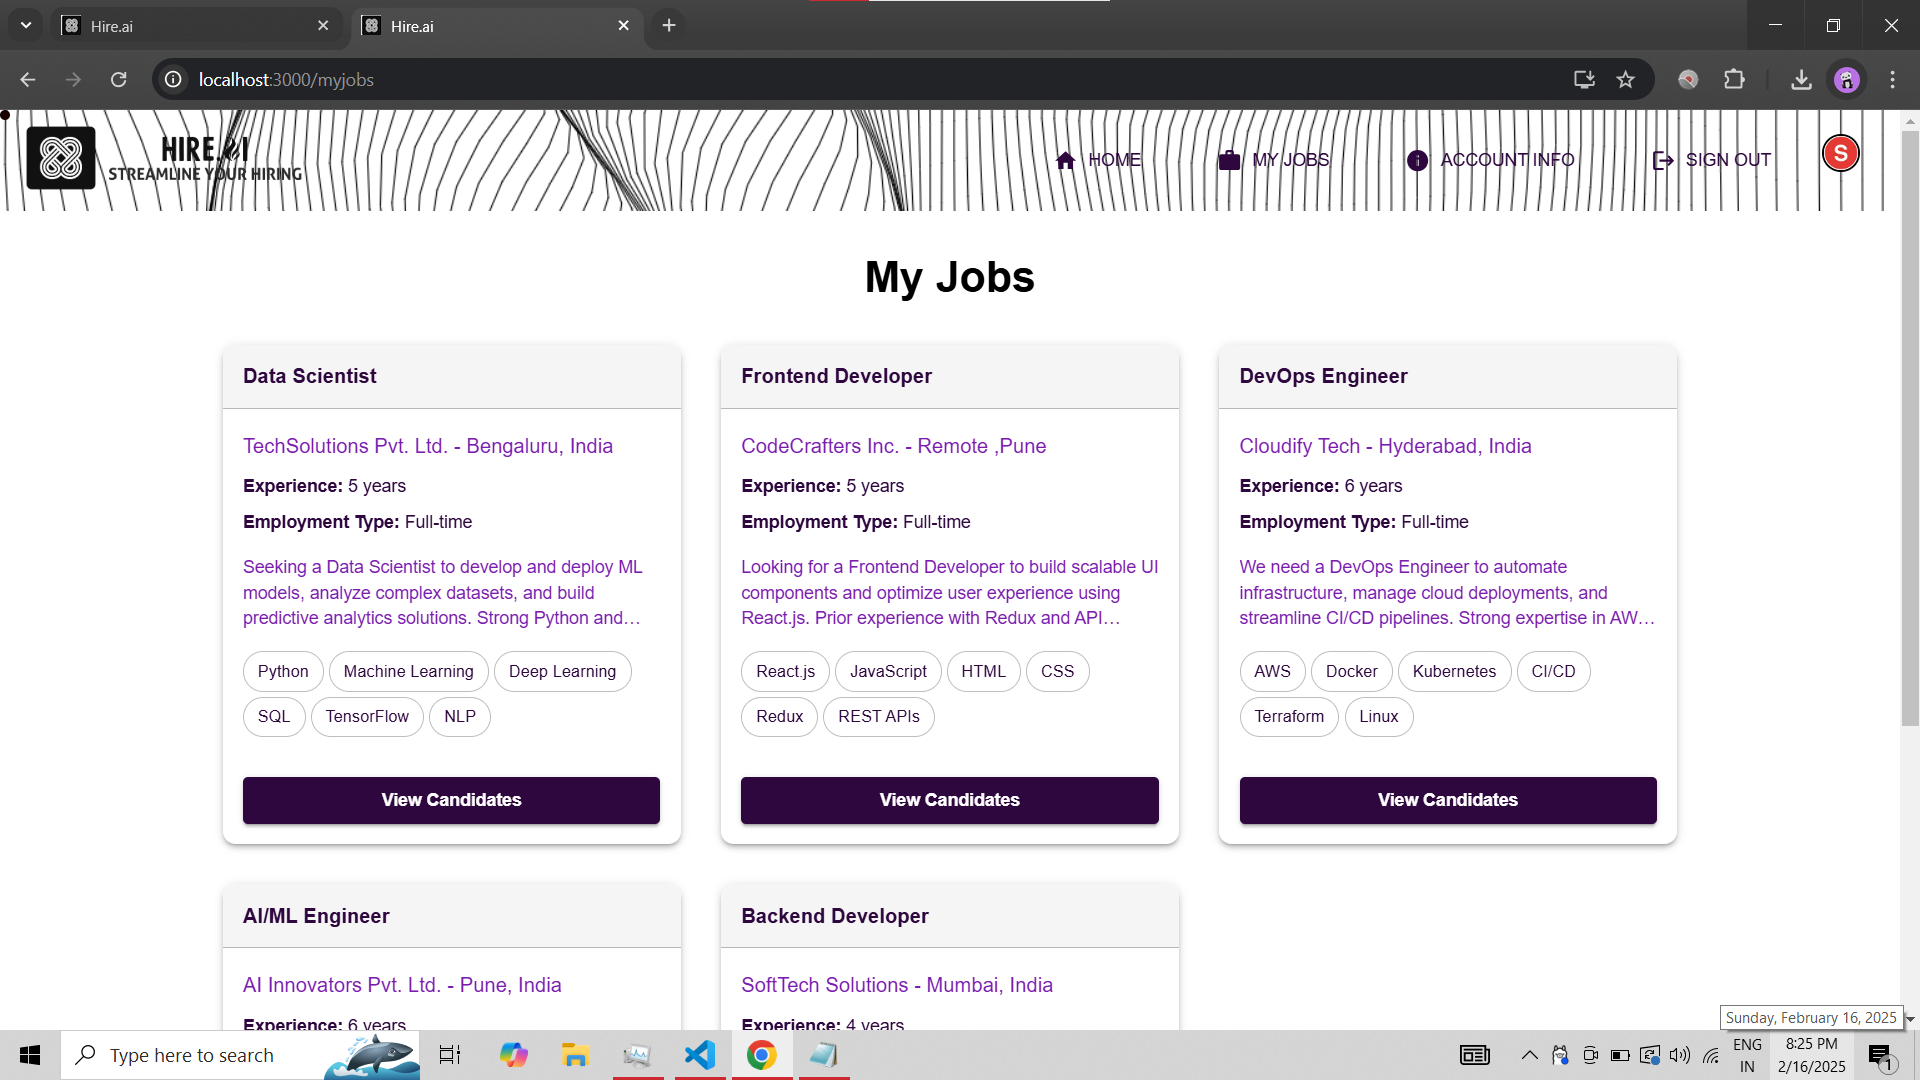 Hire.ai
Hire.ai
localhost:3000/myjobs
HIRE.AI
STREAMLINE YOUR HIRING
HOME
MY JOBS
ACCOUNT INFO
SIGN OUT
S
My Jobs
Data Scientist
TechSolutions Pvt. Ltd. - Bengaluru, India
Experience: 5 years
Employment Type: Full-time
Seeking a Data Scientist to develop and deploy ML
models, analyze complex datasets, and build
predictive analytics solutions. Strong Python and…
Python Machine Learning Deep Learning
SQL TensorFlow NLP
View Candidates
Frontend Developer
CodeCrafters Inc. - Remote ,Pune
Experience: 5 years
Employment Type: Full-time
Looking for a Frontend Developer to build scalable UI
components and optimize user experience using
React.js. Prior experience with Redux and API…
React.js JavaScript HTML CSS
Redux REST APIs
View Candidates
DevOps Engineer
Cloudify Tech - Hyderabad, India
Experience: 6 years
Employment Type: Full-time
We need a DevOps Engineer to automate
infrastructure, manage cloud deployments, and
streamline CI/CD pipelines. Strong expertise in AW…
AWS Docker Kubernetes CI/CD
Terraform Linux
View Candidates
AI/ML Engineer
AI Innovators Pvt. Ltd. - Pune, India
Experience: 6 years
Backend Developer
SoftTech Solutions - Mumbai, India
Experience: 4 years
Sunday, February 16, 2025
Type here to search
ENG
IN
8:25 PM
2/16/2025
1